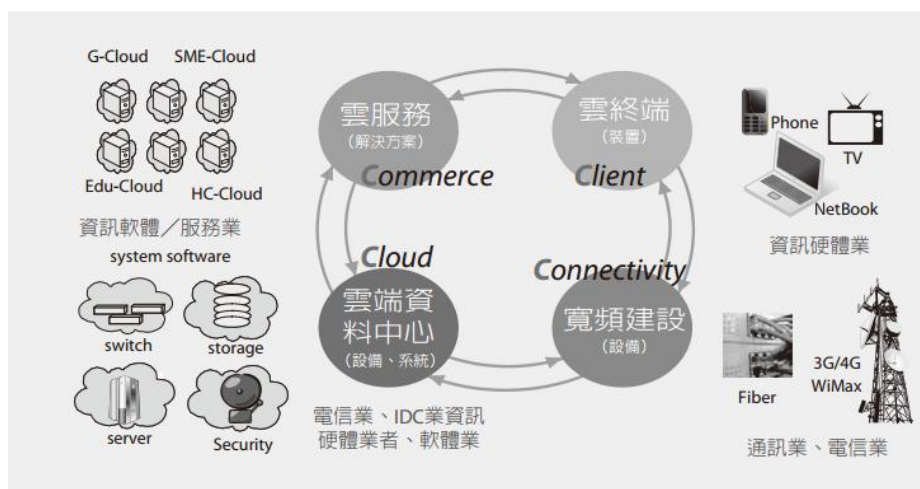 G-Cloud
SME-Cloud
Edu-Cloud
HC-Cloud
資訊軟體／服務業
system software
switch
storage
server
Security
雲服務
(解決方案)
Commerce
雲終端
(裝置)
Client
Cloud
雲端資
料中心
(設備、系統)
Connectivity
寬頻建設
(設備)
電信業、IDC業資訊
硬體業者、軟體業
Phone
TV
NetBook
資訊硬體業
Fiber
3G/4G
WiMax
通訊業、電信業